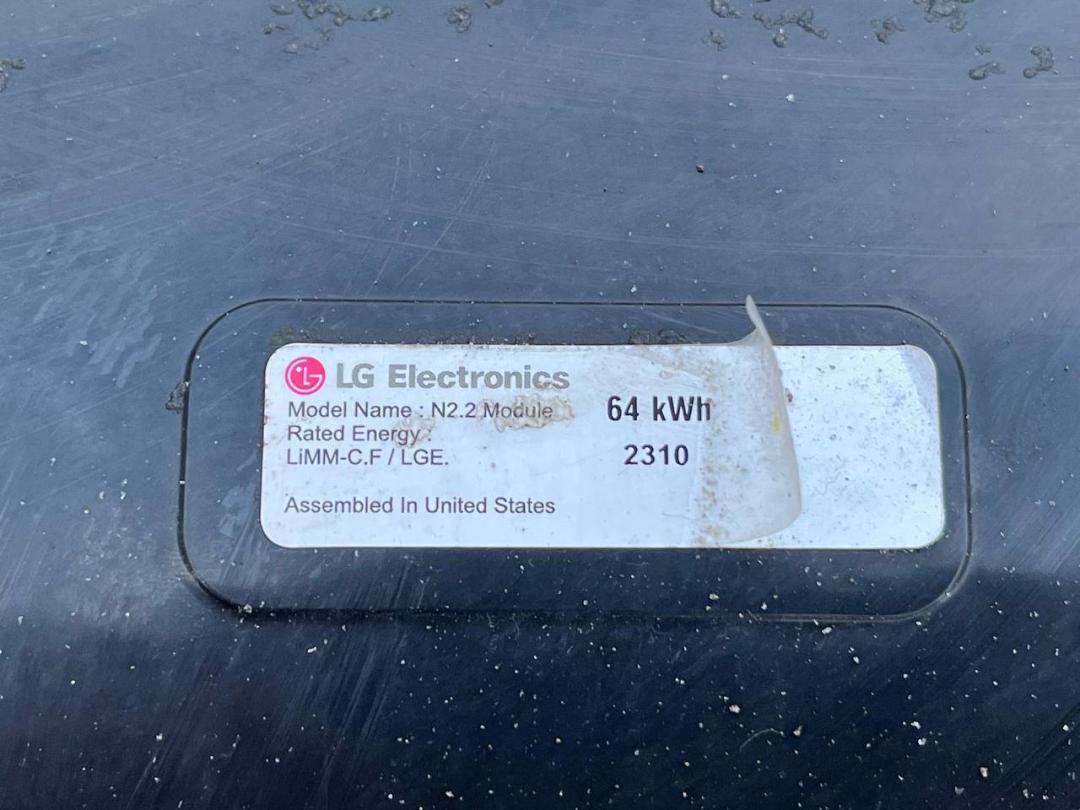 LG Electronics
Model Name : N2.2 Module
64 kWh
Rated Energy :
LiMM-C.F / LGE.
2310
Assembled In United States